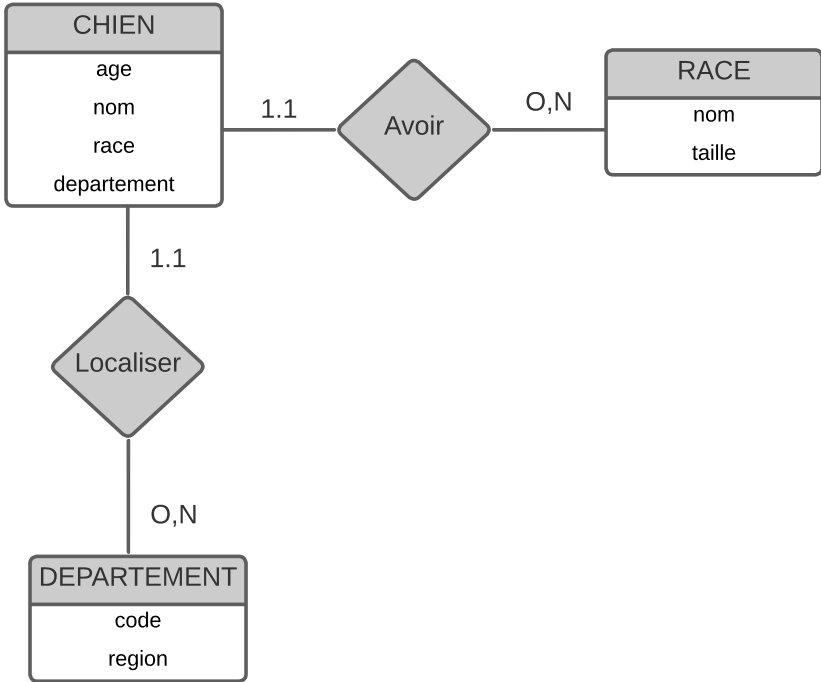 CHIEN
age
nom
race
departement
1.1
Avoir
O,N
RACE
nom
taille
1.1
Localiser
O,N
DEPARTEMENT
code
region